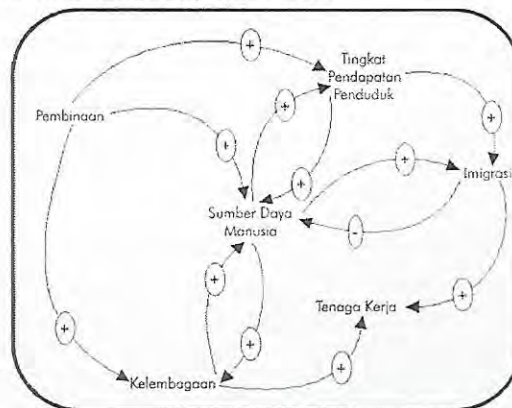 +
Tingkat
Pendapatan
Penduduk
Pembinaan
+
+
+
+
+
Imigrasi
Sumber Daya
Manusia
-
+
Tenaga Kerja
+
+
+
+
Kelembagaan